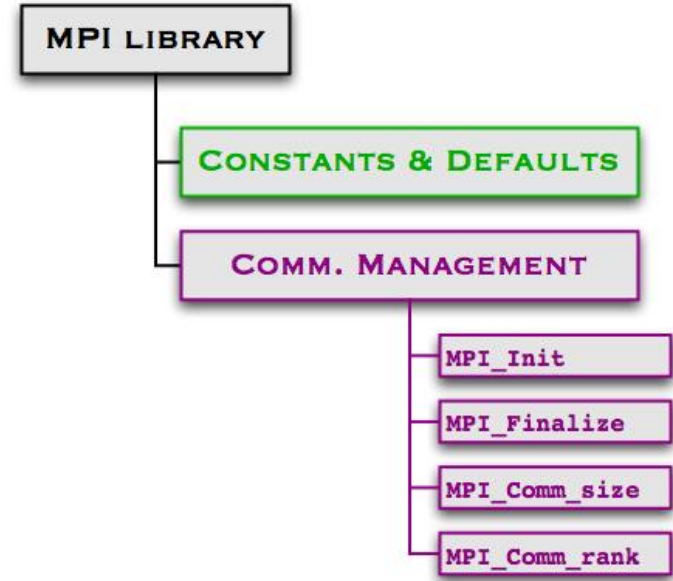 MPI LIBRARY
CONSTANTS & DEFAULTS
COMM. MANAGEMENT
MPI_Init
MPI_Finalize
MPI_Comm_size
MPI_Comm_rank